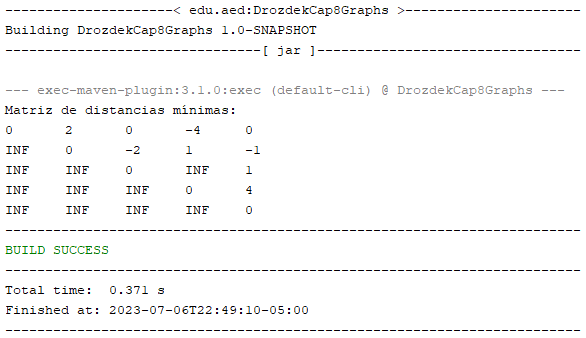 ---------------------< edu.aed:DrozdekCap8Graphs >----------------------
Building DrozdekCap8Graphs 1.0-SNAPSHOT
--------------------------------[ jar ]---------------------------------
--- exec-maven-plugin:3.1.0:exec (default-cli) @ DrozdekCap8Graphs ---
Matriz de distancias mínimas:
0 2 0 -4 0
INF 0 -2 1 -1
INF INF 0 INF 1
INF INF INF 0 4
INF INF INF INF 0
------------------------------------------------------------------------
BUILD SUCCESS
------------------------------------------------------------------------
Total time:  0.371 s
Finished at: 2023-07-06T22:49:10-05:00
------------------------------------------------------------------------